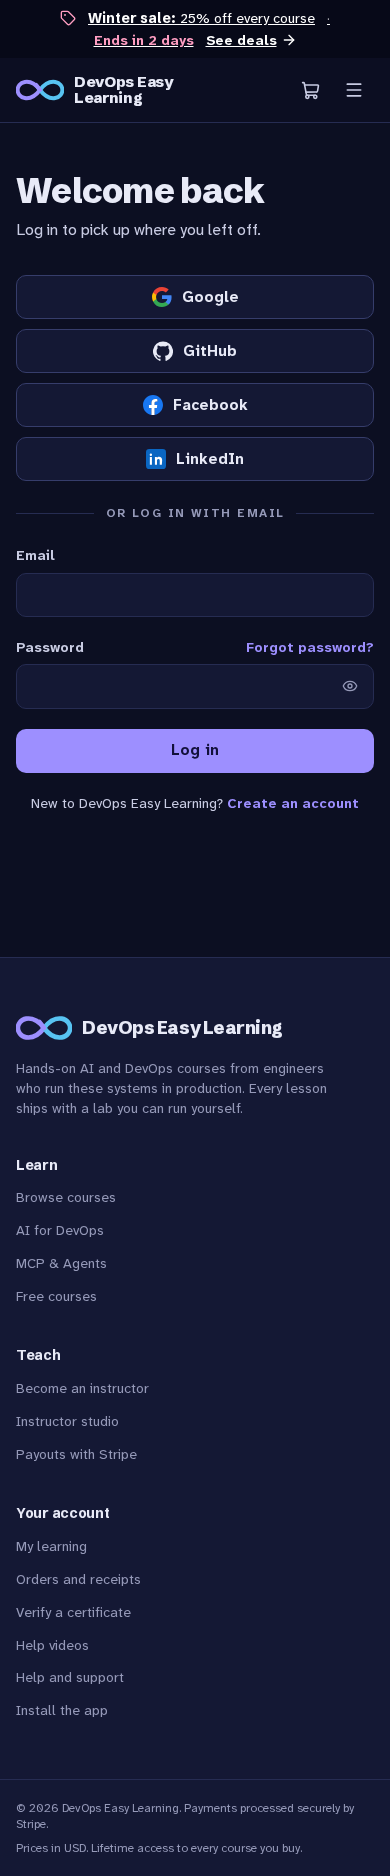 Winter sale: 25% off every course ·
Ends in 2 days See deals →
DevOps Easy
Learning
Welcome back
Log in to pick up where you left off.
Google
GitHub
Facebook
LinkedIn
OR LOG IN WITH EMAIL
Email
Password Forgot password?
Log in
New to DevOps Easy Learning? Create an account
DevOps Easy Learning
Hands-on AI and DevOps courses from engineers
who run these systems in production. Every lesson
ships with a lab you can run yourself.
Learn
Browse courses
AI for DevOps
MCP & Agents
Free courses
Teach
Become an instructor
Instructor studio
Payouts with Stripe
Your account
My learning
Orders and receipts
Verify a certificate
Help videos
Help and support
Install the app
© 2026 DevOps Easy Learning. Payments processed securely by
Stripe.
Prices in USD. Lifetime access to every course you buy.